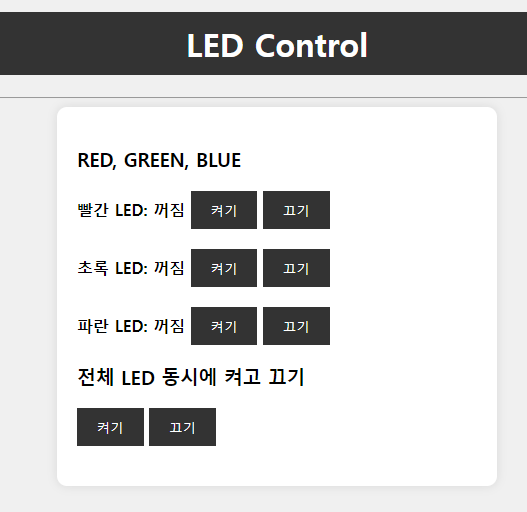 LED Control
RED, GREEN, BLUE
빨간 LED: 꺼짐 켜기 끄기
초록 LED: 꺼짐 켜기 끄기
파란 LED: 꺼짐 켜기 끄기
전체 LED 동시에 켜고 끄기
켜기 끄기